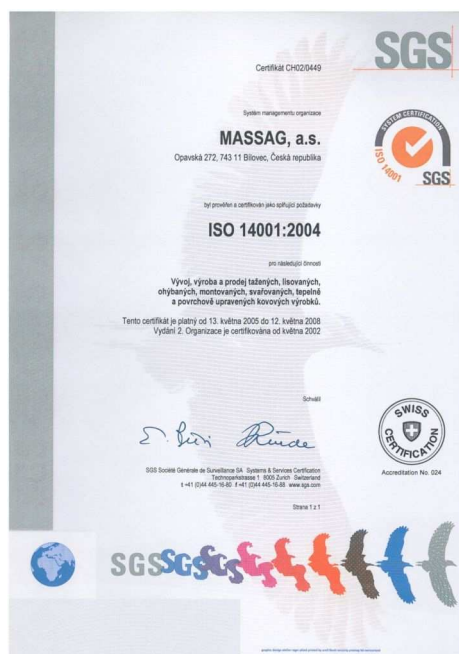 SGS
Certifikát CH02/0449
Systém managementu organizace
MASSAG, a.s.
Opavská 272, 743 11 Bílovec, Česká republika
SYSTEM CERTIFICATION
ISO 14001
SGS
byl prověřen a certifikován jako splňující požadavky
ISO 14001:2004
pro následující činnosti
Vývoj, výroba a prodej tažených, lisovaných,
ohýbaných, montovaných, svařovaných, tepelně
a povrchově upravených kovových výrobků.
Tento certifikát je platný od 13. května 2005 do 12. května 2008
Vydání 2. Organizace je certifikována od května 2002
Schválil
SWISS
CERTIFICATION
Accreditation No. 024
SGS Société Générale de Surveillance SA Systems & Services Certification
Technoparkstrasse 1 8005 Zurich Switzerland
t +41 (0)44 445-16-80 f +41 (0)44 445-16-88 www.sgs.com
Strana 1 z 1
SGS SGS SGS